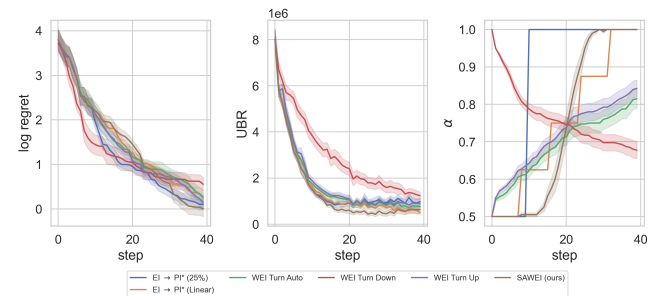 1e6
4
3
2
1
0
log regret
0
20
40
step
8
6
4
2
0
UBR
0
20
40
step
1.0
0.9
0.8
0.7
0.6
0.5
α
0
20
40
step
EI → PI* (25%)
EI → PI* (Linear)
WEI Turn Auto
WEI Turn Down
WEI Turn Up
SAWEI (ours)